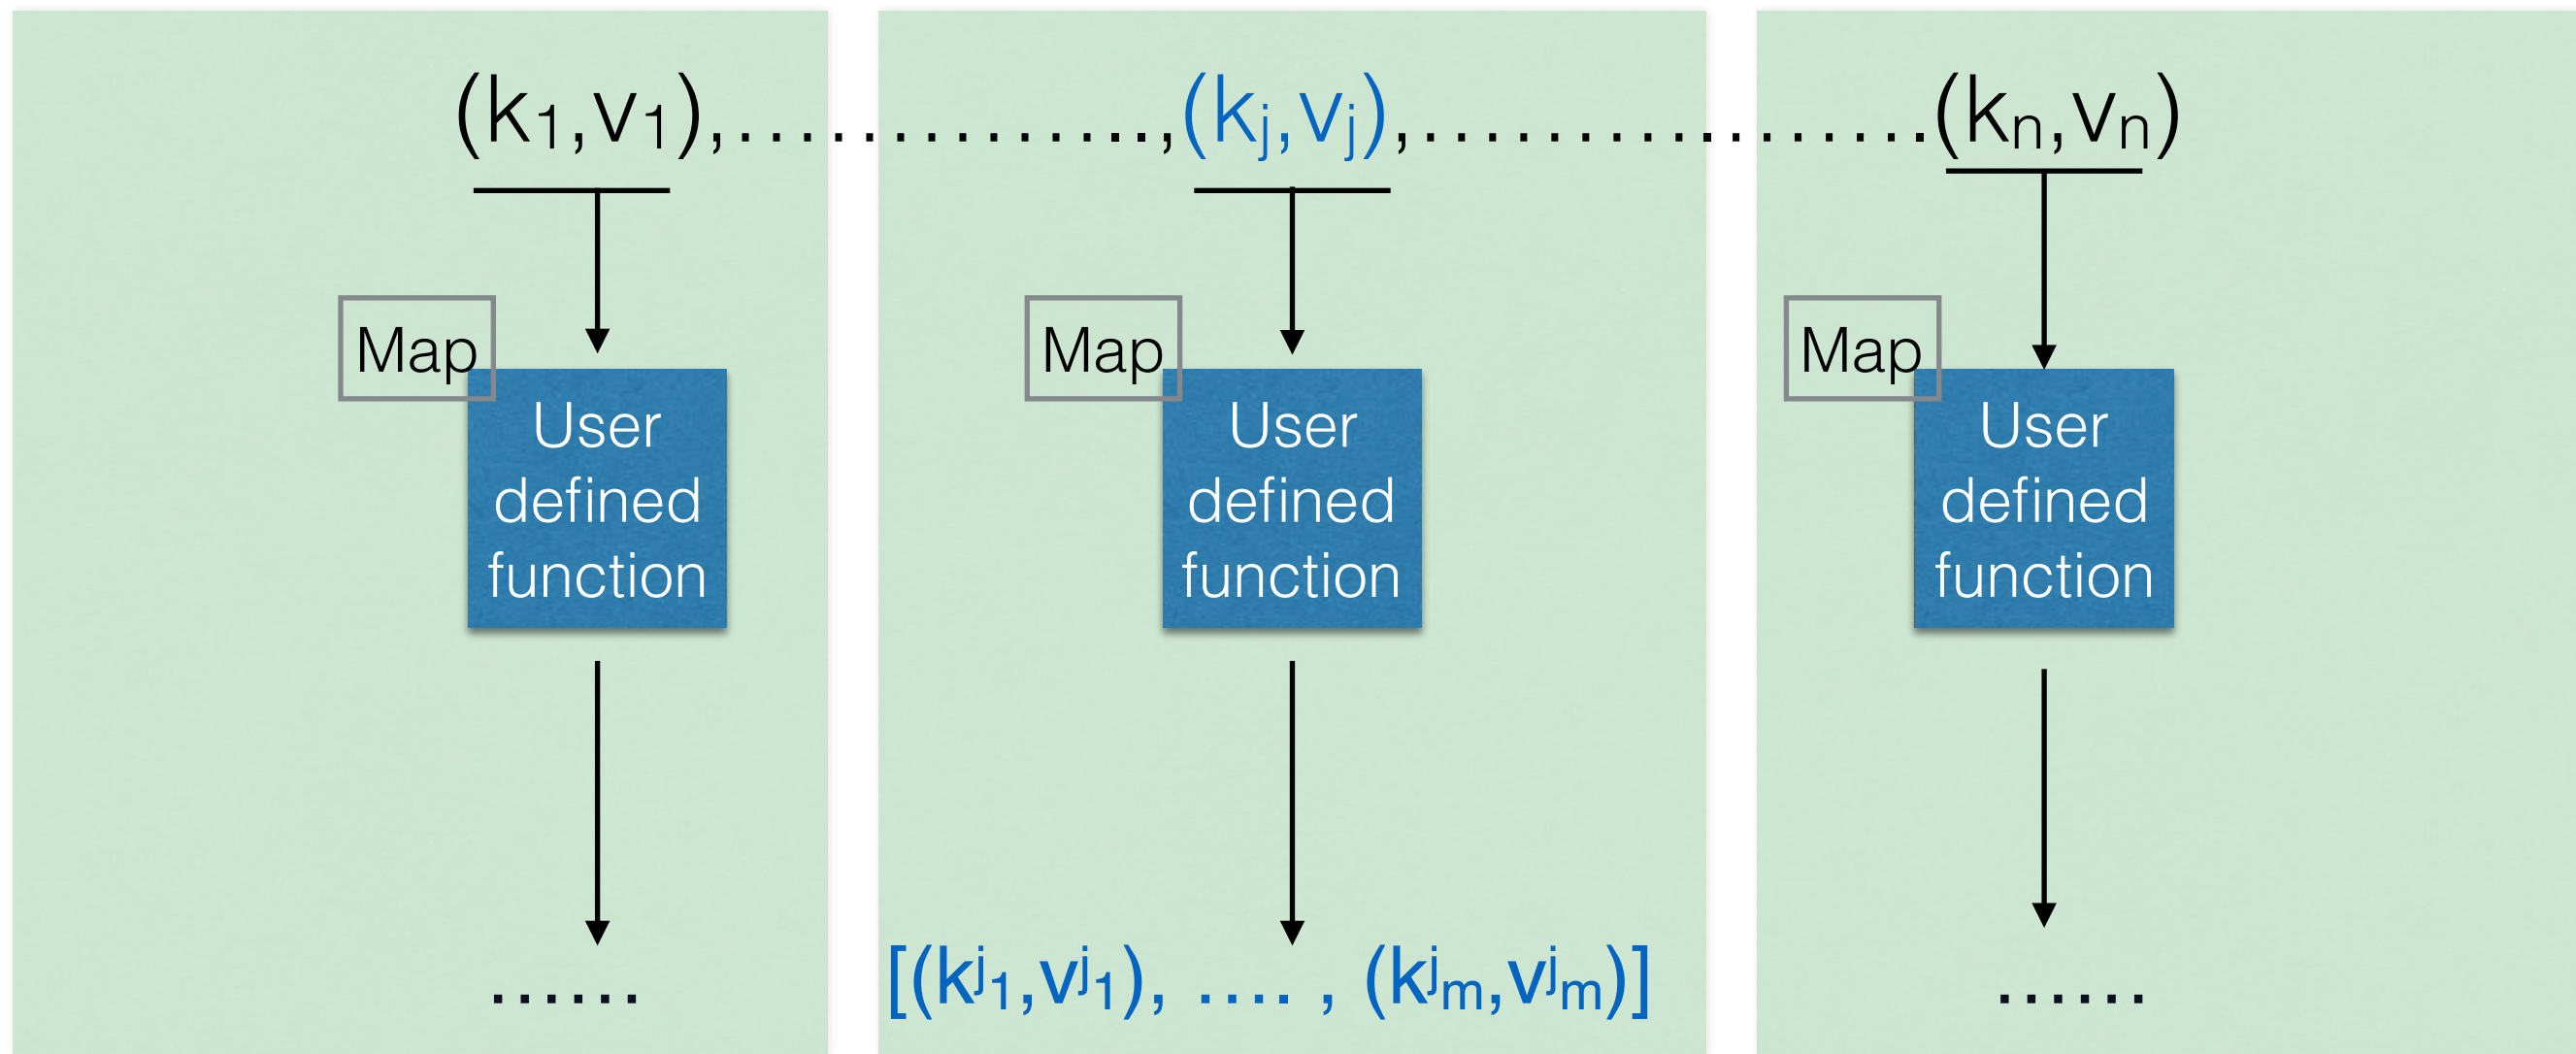 (k₁,v₁),..............,(kⱼ,vⱼ),.................(kₙ,vₙ)
Map
User
defined
function
Map
User
defined
function
Map
User
defined
function
......
[(kʲ₁,vʲ₁), .... , (kʲₘ,vʲₘ)]
......